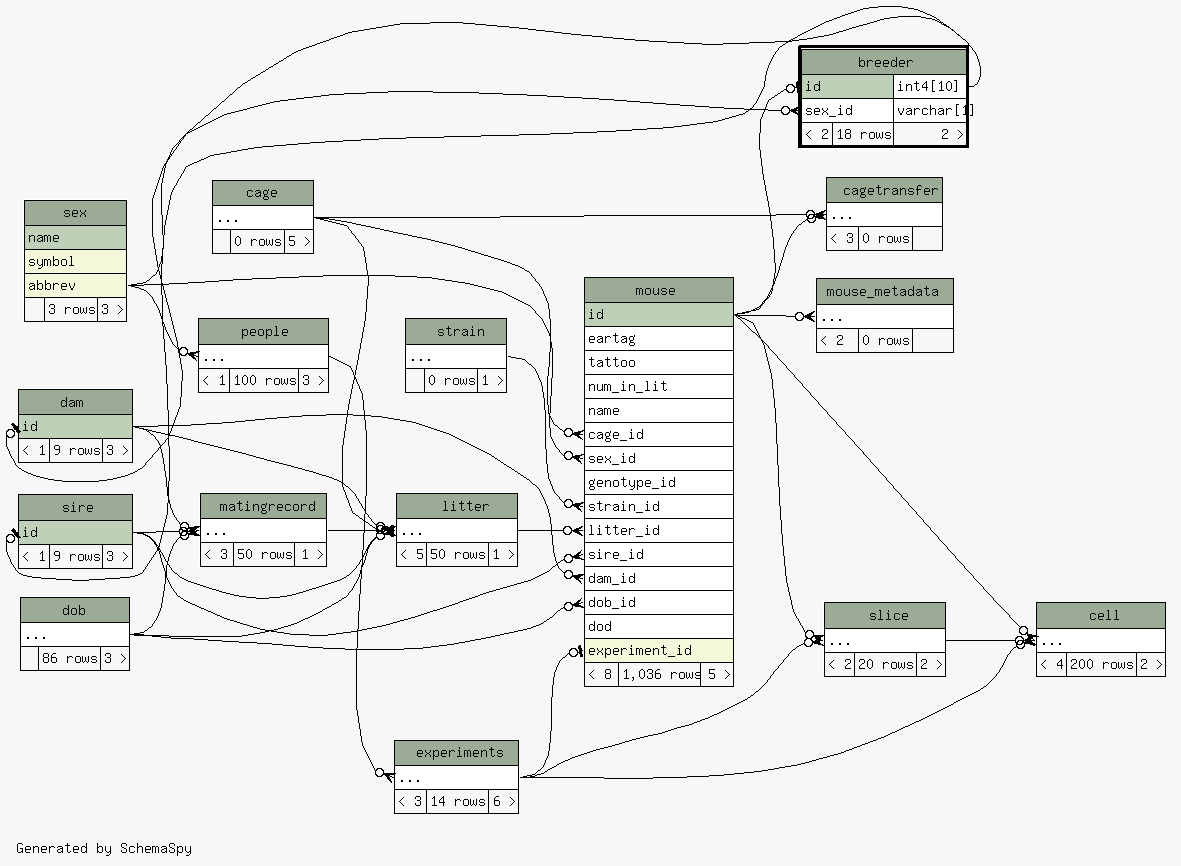 breeder
id int4[10]
sex_id varchar[1]
< 2 18 rows 2 >
cage
...
0 rows 5 >
cagetransfer
...
< 3 0 rows
sex
name
symbol
abbrev
3 rows 3 >
mouse
id
eartag
tattoo
num_in_lit
name
cage_id
sex_id
genotype_id
strain_id
litter_id
sire_id
dam_id
dob_id
dod
experiment_id
< 8 1,036 rows 5 >
mouse_metadata
...
< 2 0 rows
people
...
< 1 100 rows 3 >
strain
...
0 rows 1 >
dam
id
< 1 9 rows 3 >
sire
id
< 1 9 rows 3 >
matingrecord
...
< 3 50 rows 1 >
litter
...
< 5 50 rows 1 >
dob
...
86 rows 3 >
slice
...
< 2 20 rows 2 >
cell
...
< 4 200 rows 2 >
experiments
...
< 3 14 rows 6 >
Generated by SchemaSpy